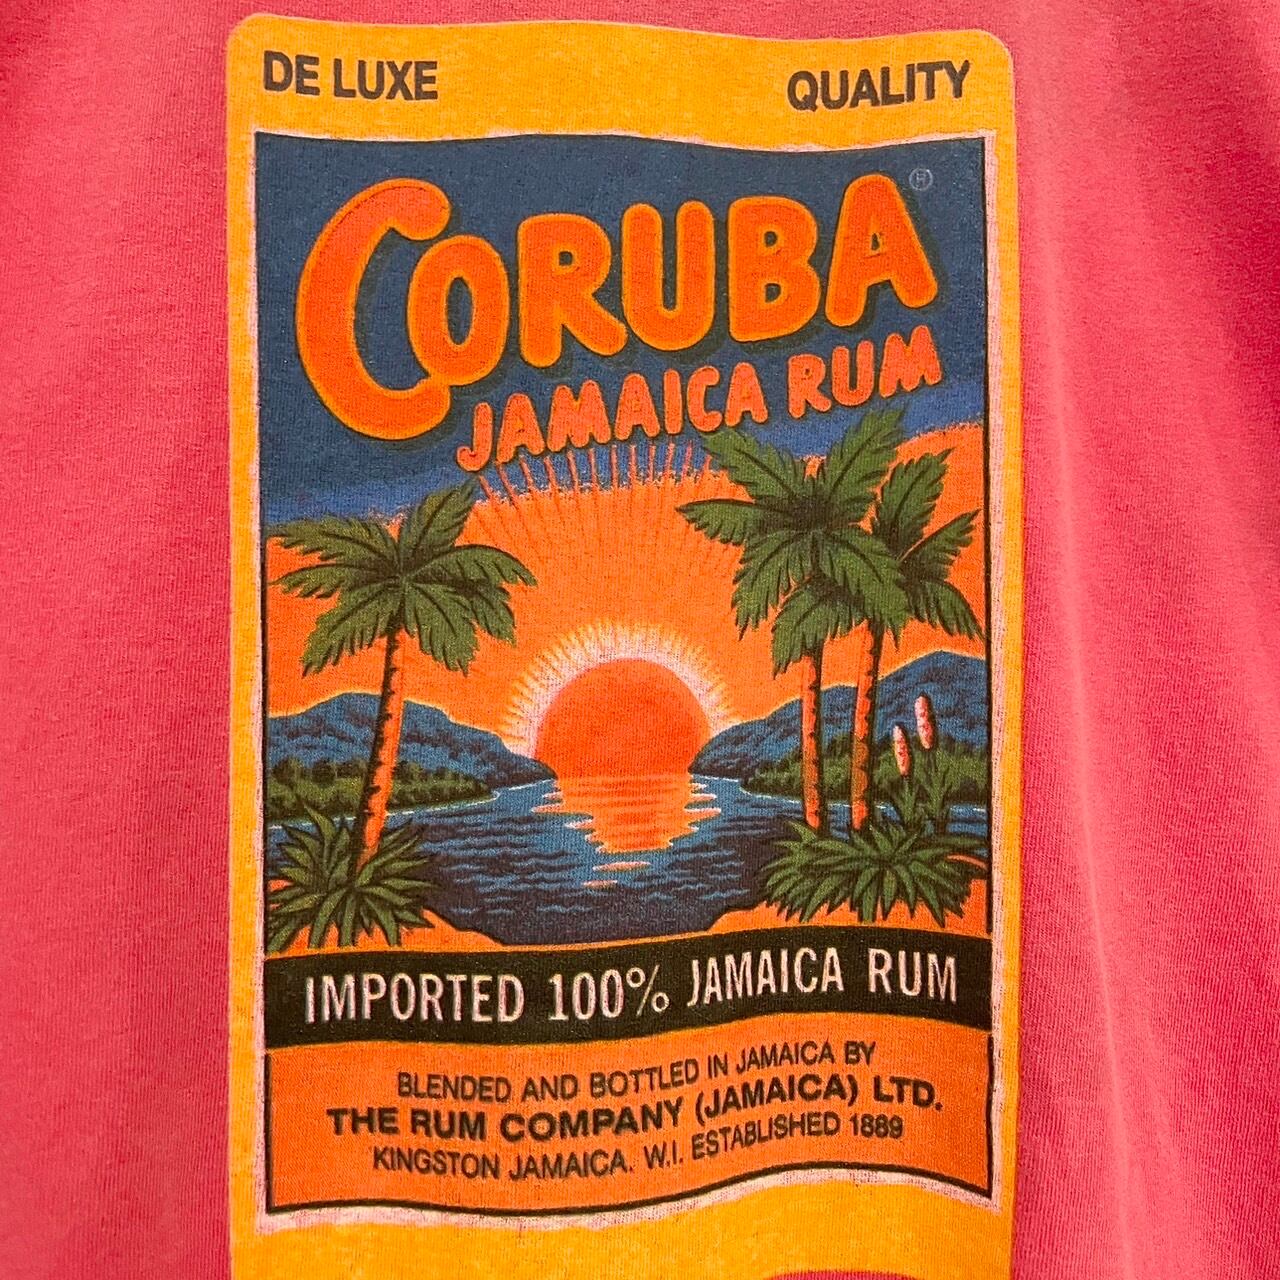 DE LUXE QUALITY
CORUBA ®
JAMAICA RUM
IMPORTED 100% JAMAICA RUM
BLENDED AND BOTTLED IN JAMAICA BY
THE RUM COMPANY (JAMAICA) LTD.
KINGSTON JAMAICA. W.I. ESTABLISHED 1889